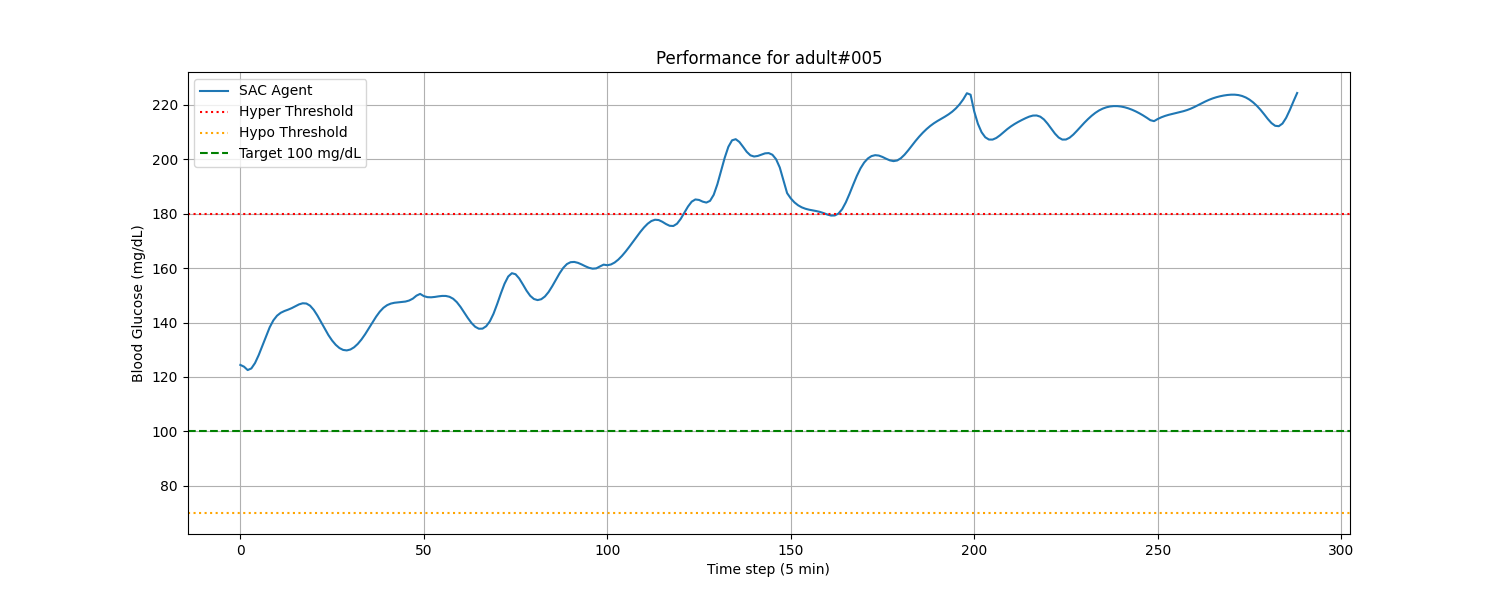 Performance for adult#005
SAC Agent
Hyper Threshold
Hypo Threshold
Target 100 mg/dL
Blood Glucose (mg/dL)
220
200
180
160
140
120
100
80
0 50 100 150 200 250 300
Time step (5 min)